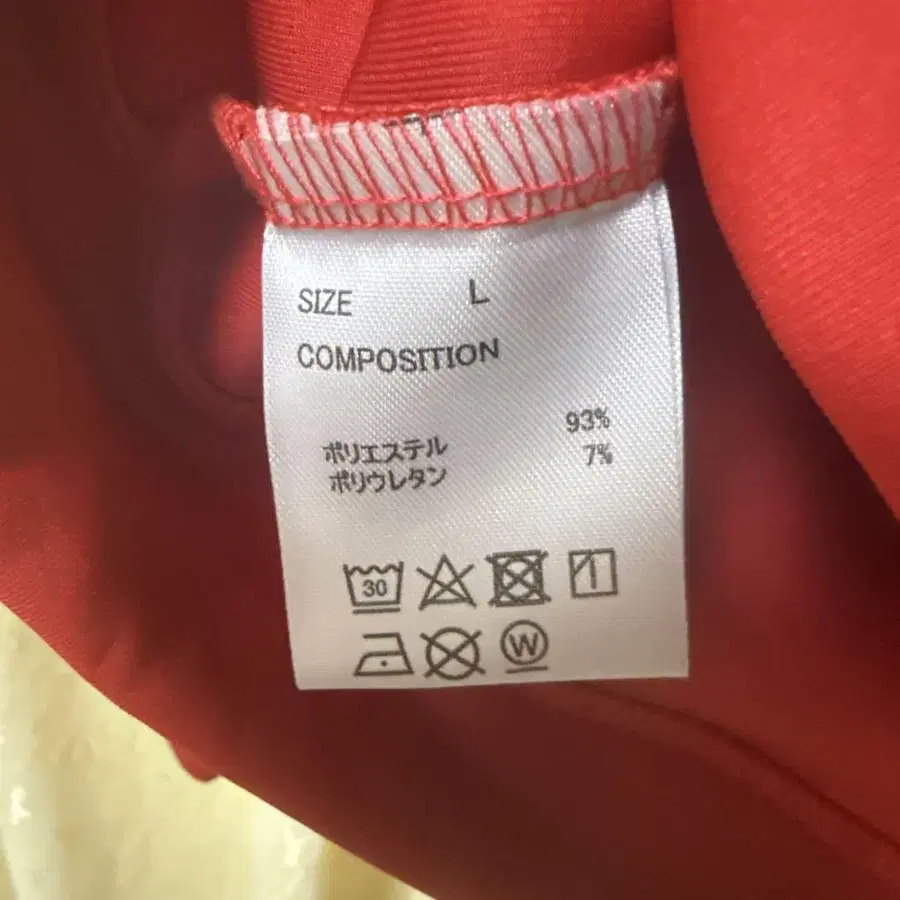 SIZE L
COMPOSITION
ポリエステル 93%
ポリウレタン 7%
30
W